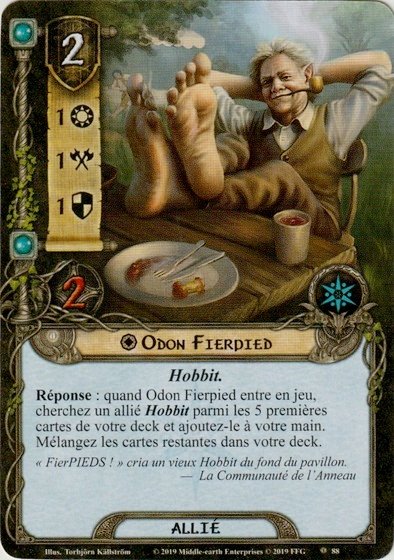 2
1
1
1
2
Odon Fierpied
Hobbit.
Réponse : quand Odon Fierpied entre en jeu,
cherchez un allié Hobbit parmi les 5 premières
cartes de votre deck et ajoutez-le à votre main.
Mélangez les cartes restantes dans votre deck.
« FierPIEDS ! » cria un vieux Hobbit du fond du pavillon.
— La Communauté de l'Anneau
ALLIÉ
Illus. Torbjörn Källström
© 2019 Middle-earth Enterprises © 2019 FFG
88